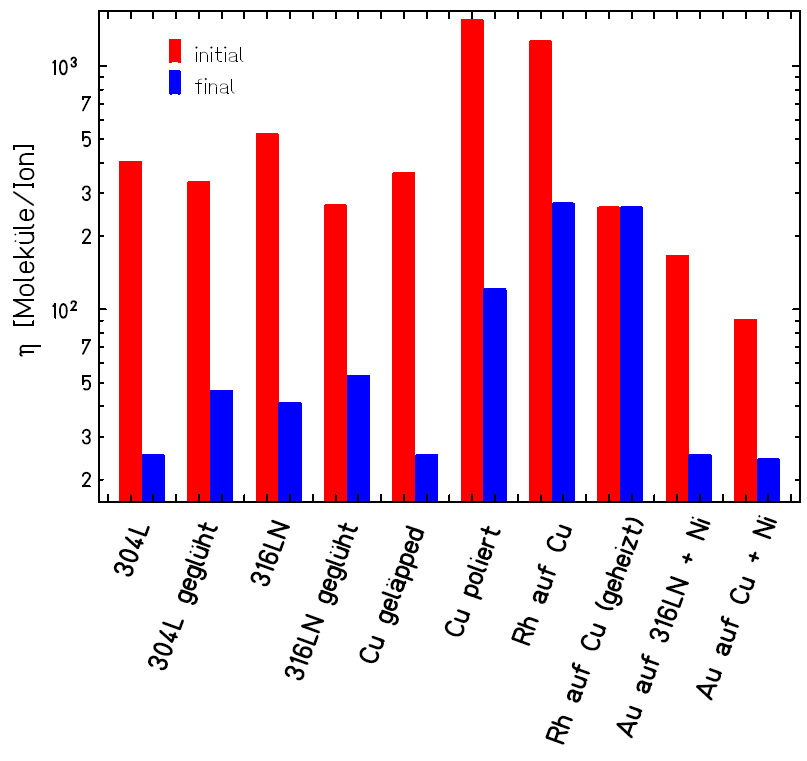 initial
final
η [Moleküle/Ion]
10³
7
5
3
2
10²
7
5
3
2
304L
304L geglüht
316LN
316LN geglüht
Cu geläpped
Cu poliert
Rh auf Cu
Rh auf Cu (geheizt)
Au auf 316LN + Ni
Au auf Cu + Ni